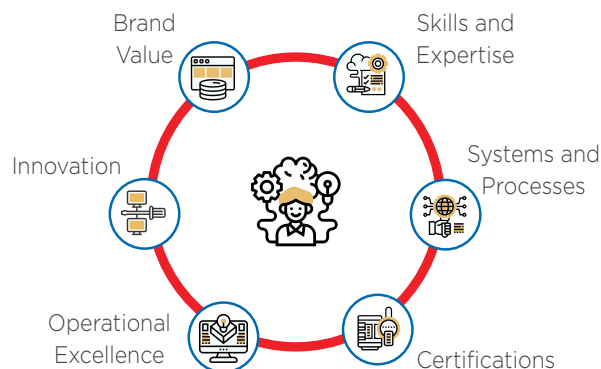 Brand
Value
Skills and
Expertise
Innovation
Systems and
Processes
Operational
Excellence
Certifications